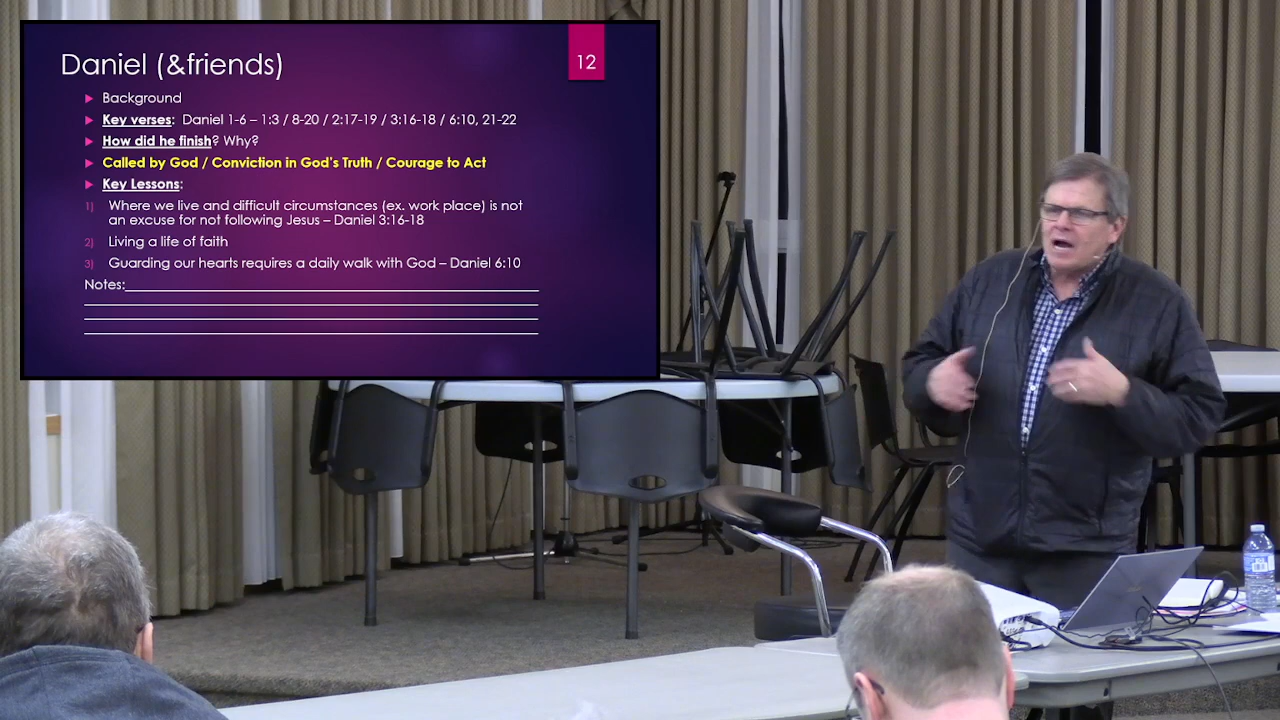 Daniel (&friends)
12
Background
Key verses: Daniel 1-6 – 1:3 / 8-20 / 2:17-19 / 3:16-18 / 6:10, 21-22
How did he finish? Why?
Called by God / Conviction in God's Truth / Courage to Act
Key Lessons:
1) Where we live and difficult circumstances (ex. work place) is not
an excuse for not following Jesus – Daniel 3:16-18
2) Living a life of faith
3) Guarding our hearts requires a daily walk with God – Daniel 6:10
Notes: